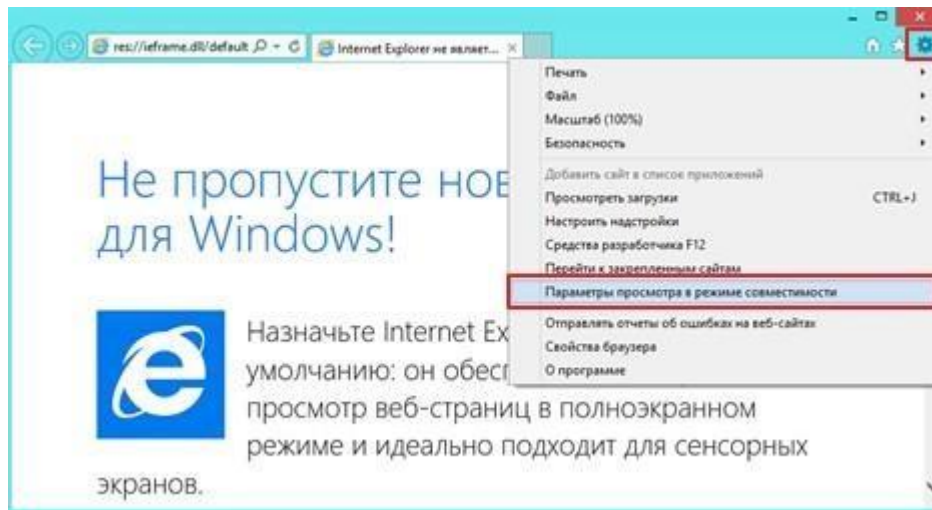 res://ieframe.dll/default
Internet Explorer не являет...
Печать
Файл
Масштаб (100%)
Безопасность
Добавить сайт в список приложений
Просмотреть загрузки CTRL+J
Настроить надстройки
Средства разработчика F12
Перейти к закрепленным сайтам
Параметры просмотра в режиме совместимости
Отправлять отчеты об ошибках на веб-сайтах
Свойства браузера
О программе
Не пропустите нов
для Windows!
Назначьте Internet Ex
умолчанию: он обесп
просмотр веб-страниц в полноэкранном
режиме и идеально подходит для сенсорных
экранов.